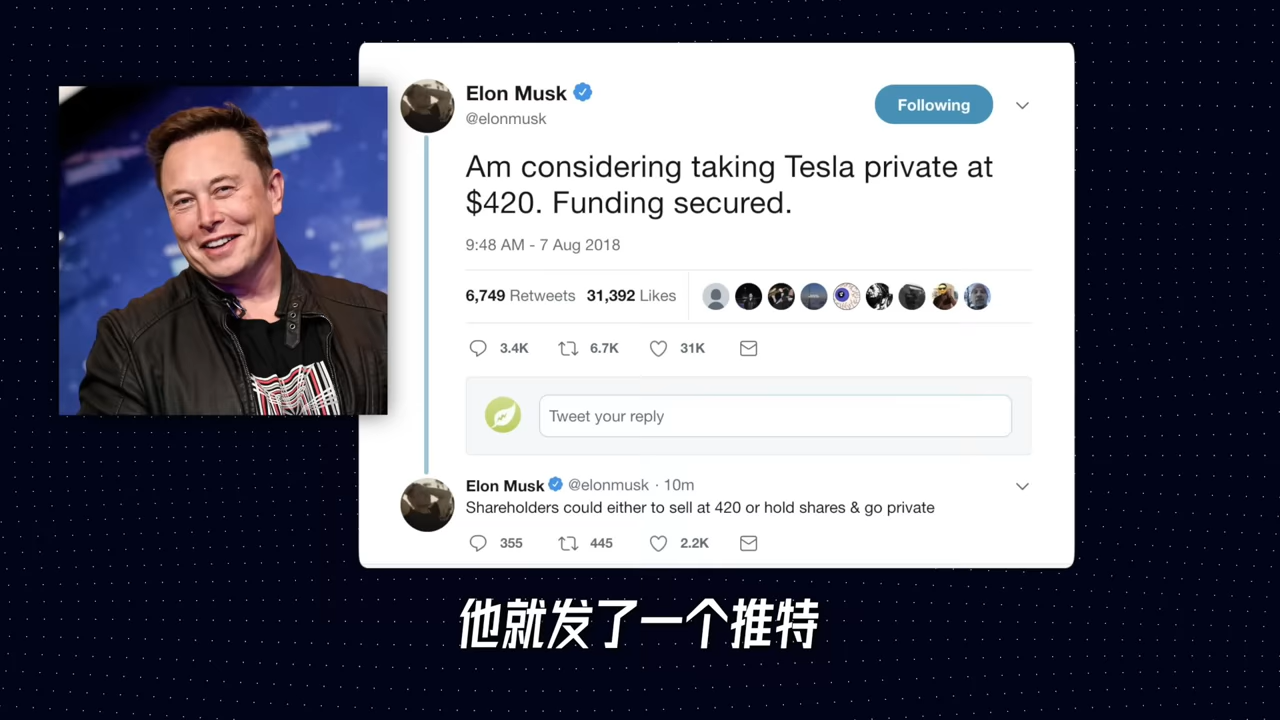 Elon Musk
@elonmusk
Following
Am considering taking Tesla private at
$420. Funding secured.
9:48 AM - 7 Aug 2018
6,749 Retweets 31,392 Likes
3.4K 6.7K 31K
Tweet your reply
Elon Musk @elonmusk · 10m
Shareholders could either to sell at 420 or hold shares & go private
355 445 2.2K
他就发了一个推特